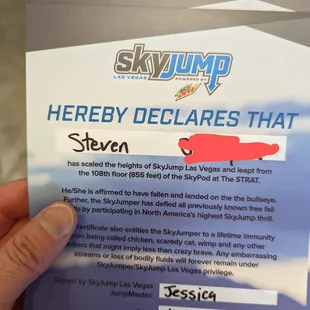 SKYJUMP
LAS VEGAS POWERED BY
HEREBY DECLARES THAT
Steven
has scaled the heights of SkyJump Las Vegas and leapt from
the 108th floor (855 feet) of the SkyPod at The STRAT.
He/She is affirmed to have fallen and landed on the the bullseye.
Further, the SkyJumper has defied all previously known free fall
by participating in North America's highest SkyJump thrill.
certificate also entitles the SkyJumper to a lifetime immunity
from being called chicken, scaredy cat, wimp and any other
that might imply less than crazy brave. Any embarrassing
screams or loss of bodily fluids will forever remain under
SkyJumper/SkyJump Las Vegas privilege.
Signed by SkyJump Las Vegas
JumpMaster: Jessica